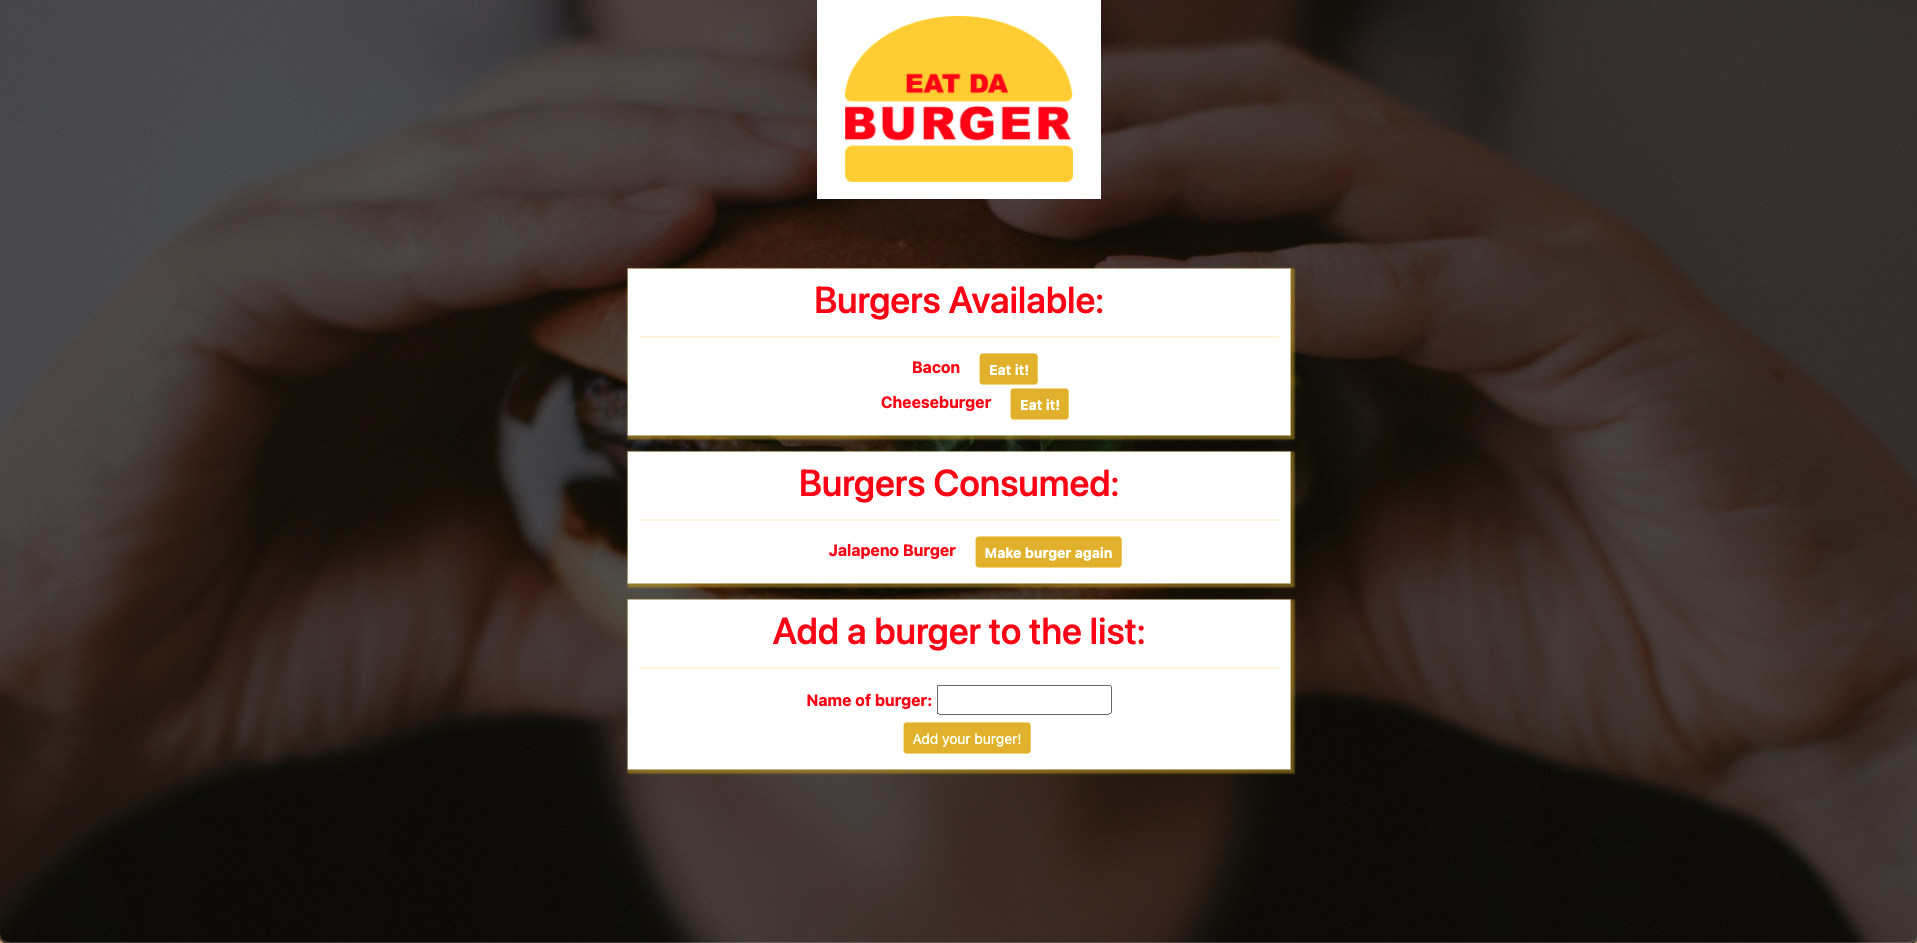 EAT DA
BURGER
Burgers Available:
Bacon Eat it!
Cheeseburger Eat it!
Burgers Consumed:
Jalapeno Burger Make burger again
Add a burger to the list:
Name of burger:
Add your burger!